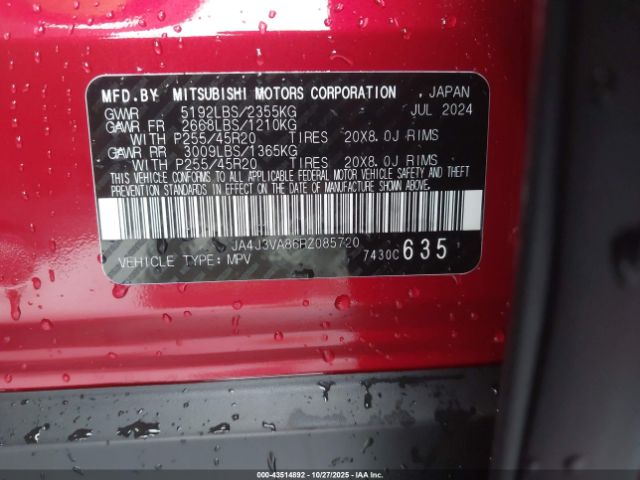 MFD.BY MITSUBISHI MOTORS CORPORATION , JAPAN
GVWR 5192LBS/2355KG JUL 2024
GAWR FR 2668LBS/1210KG
WITH P255/45R20 TIRES 20X8.0J RIMS
GAWR RR 3009LBS/1365KG
WITH P255/45R20 TIRES 20X8.0J RIMS
THIS VEHICLE CONFORMS TO ALL APPLICABLE FEDERAL MOTOR VEHICLE SAFETY AND THEFT
PREVENTION STANDARDS IN EFFECT ON THE DATE OF MANUFACTURE SHOWN ABOVE.
JA4J3VA86RZ085720
VEHICLE TYPE: MPV 7430C 635
000-43514892 | 10/27/2025 | IAAI.COM